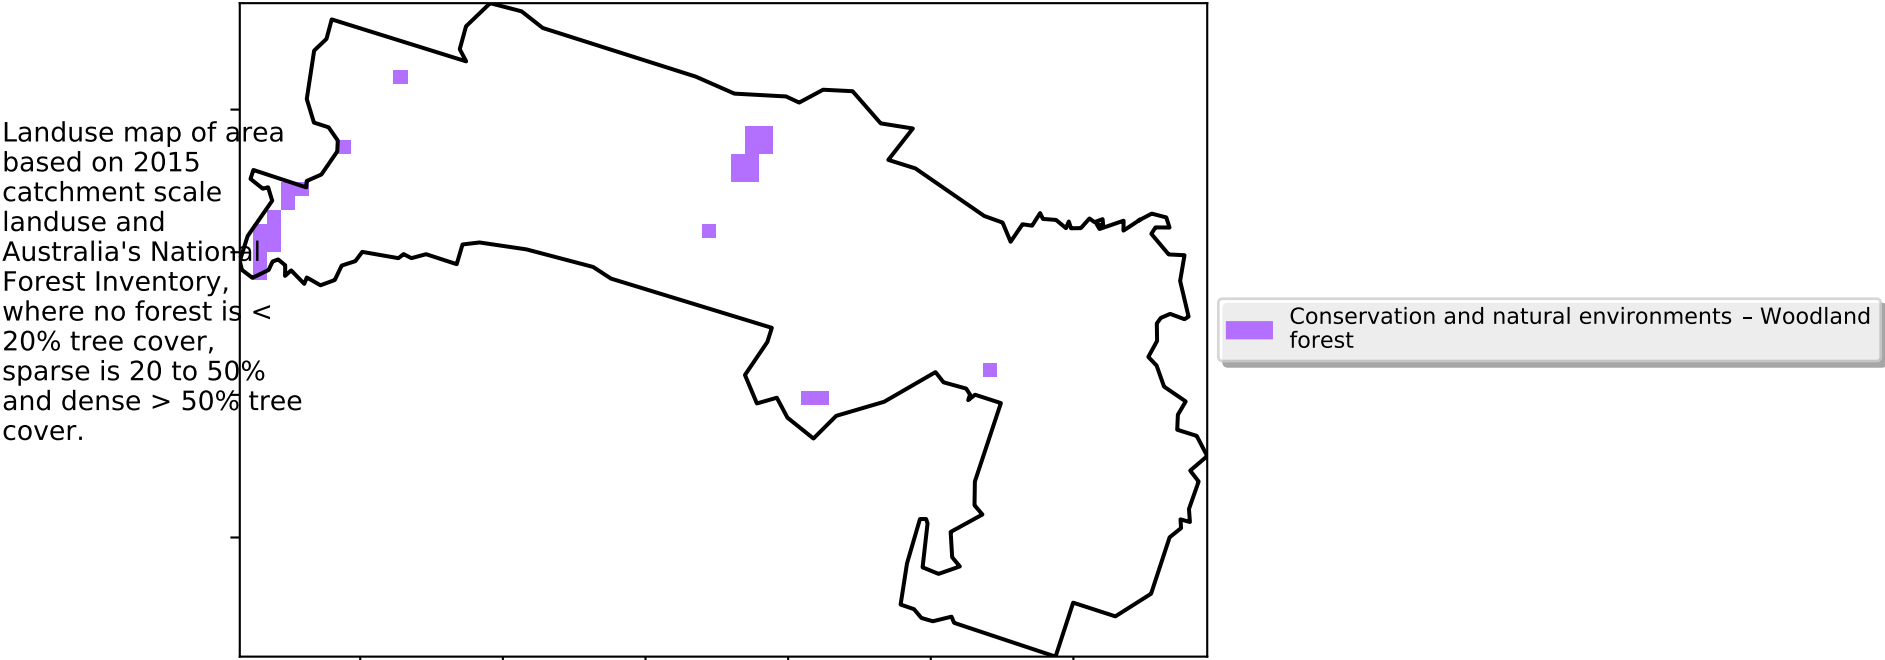 Landuse map of area
based on 2015
catchment scale
landuse and
Australia's National
Forest Inventory,
where no forest is <
20% tree cover,
sparse is 20 to 50%
and dense > 50% tree
cover.
Conservation and natural environments – Woodland
forest